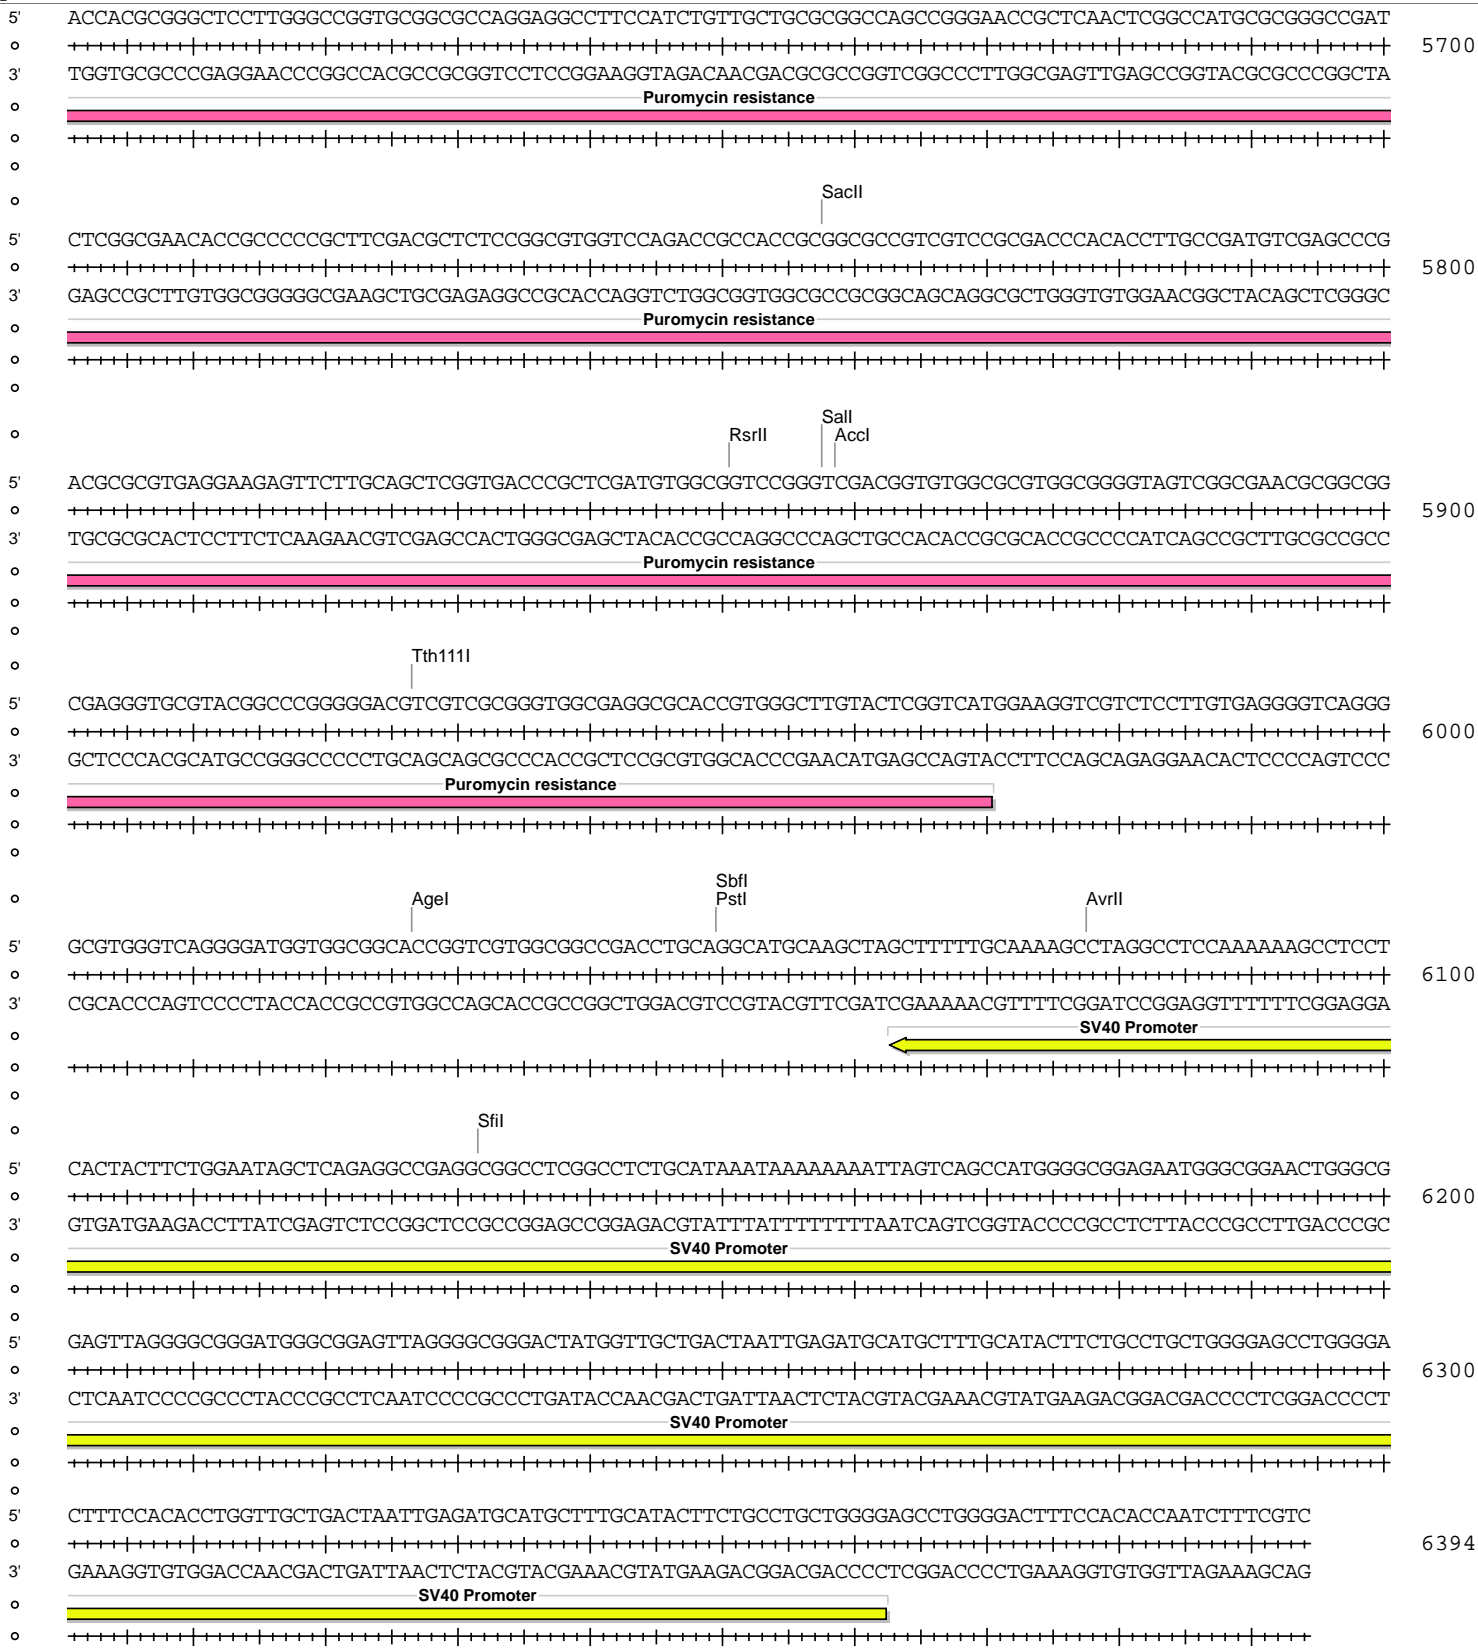 5' ACCACGCGGGCTCCTTGGGCCGGTGCGGCGCCAGGAGGCCTTCCATCTGTTGCTGCGCGGCCAGCCGGGAACCGCTCAACTCGGCCATGCGCGGGCCGAT
5700
3' TGGTGCGCCCGAGGAACCCGGCCACGCCGCGGTCCTCCGGAAGGTAGACAACGACGCGCCGGTCGGCCCTTGGCGAGTTGAGCCGGTACGCGCCCGGCTA
Puromycin resistance
SacII
5' CTCGGCGAACACCGCCCCCGCTTCGACGCTCTCCGGCGTGGTCCAGACCGCCACCGCGGCGCCGTCGTCCGCGACCCACACCTTGCCGATGTCGAGCCCG
5800
3' GAGCCGCTTGTGGCGGGGGCGAAGCTGCGAGAGGCCGCACCAGGTCTGGCGGTGGCGCCGCGGCAGCAGGCGCTGGGTGTGGAACGGCTACAGCTCGGGC
Puromycin resistance
SalI
RsrII AccI
5' ACGCGCGTGAGGAAGAGTTCTTGCAGCTCGGTGACCCGCTCGATGTGGCGGTCCGGGTCGACGGTGTGGCGCGTGGCGGGGTAGTCGGCGAACGCGGCGG
5900
3' TGCGCGCACTCCTTCTCAAGAACGTCGAGCCACTGGGCGAGCTACACCGCCAGGCCCAGCTGCCACACCGCGCACCGCCCCATCAGCCGCTTGCGCCGCC
Puromycin resistance
Tth111I
5' CGAGGGTGCGTACGGCCCGGGGGACGTCGTCGCGGGTGGCGAGGCGCACCGTGGGCTTGTACTCGGTCATGGAAGGTCGTCTCCTTGTGAGGGGTCAGGG
6000
3' GCTCCCACGCATGCCGGGCCCCCTGCAGCAGCGCCCACCGCTCCGCGTGGCACCCGAACATGAGCCAGTACCTTCCAGCAGAGGAACACTCCCCAGTCCC
Puromycin resistance
SbfI
AgeI PstI AvrII
5' GCGTGGGTCAGGGGATGGTGGCGGCACCGGTCGTGGCGGCCGACCTGCAGGCATGCAAGCTAGCTTTTTGCAAAAGCCTAGGCCTCCAAAAAAGCCTCCT
6100
3' CGCACCCAGTCCCCTACCACCGCCGTGGCCAGCACCGCCGGCTGGACGTCCGTACGTTCGATCGAAAAACGTTTTCGGATCCGGAGGTTTTTTCGGAGGA
SV40 Promoter
SfiI
5' CACTACTTCTGGAATAGCTCAGAGGCCGAGGCGGCCTCGGCCTCTGCATAAATAAAAAAAATTAGTCAGCCATGGGGCGGAGAATGGGCGGAACTGGGCG
6200
3' GTGATGAAGACCTTATCGAGTCTCCGGCTCCGCCGGAGCCGGAGACGTATTTATTTTTTTTAATCAGTCGGTACCCCGCCTCTTACCCGCCTTGACCCGC
SV40 Promoter
5' GAGTTAGGGGCGGGATGGGCGGAGTTAGGGGCGGGACTATGGTTGCTGACTAATTGAGATGCATGCTTTGCATACTTCTGCCTGCTGGGGAGCCTGGGGA
6300
3' CTCAATCCCCGCCCTACCCGCCTCAATCCCCGCCCTGATACCAACGACTGATTAACTCTACGTACGAAACGTATGAAGACGGACGACCCCTCGGACCCCT
SV40 Promoter
5' CTTTCCACACCTGGTTGCTGACTAATTGAGATGCATGCTTTGCATACTTCTGCCTGCTGGGGAGCCTGGGGACTTTCCACACCAATCTTTCGTC
6394
3' GAAAGGTGTGGACCAACGACTGATTAACTCTACGTACGAAACGTATGAAGACGGACGACCCCTCGGACCCCTGAAAGGTGTGGTTAGAAAGCAG
SV40 Promoter